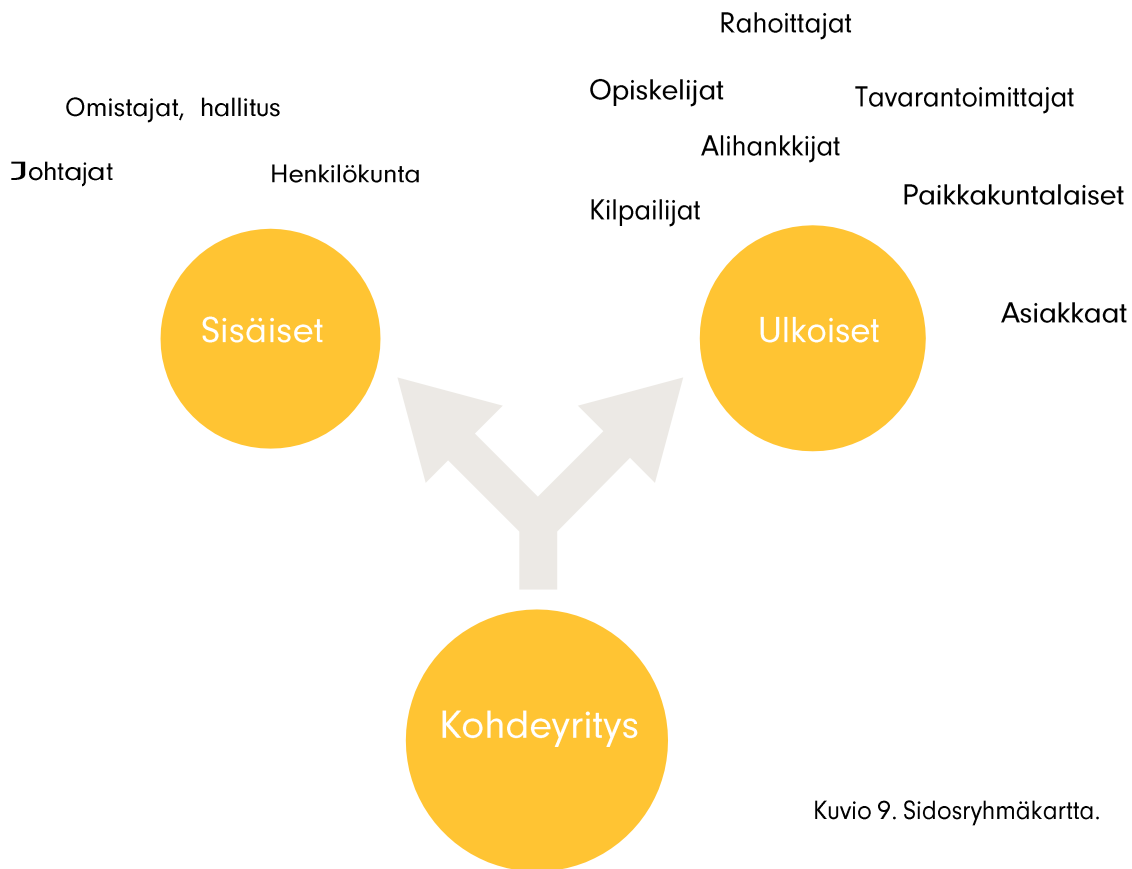 Rahoittajat
Opiskelijat
Tavarantoimittajat
Omistajat, hallitus
Alihankkijat
Johtajat
Henkilökunta
Paikkakuntalaiset
Kilpailijat
Asiakkaat
Sisäiset
Ulkoiset
Kohdeyritys
Kuvio 9. Sidosryhmäkartta.